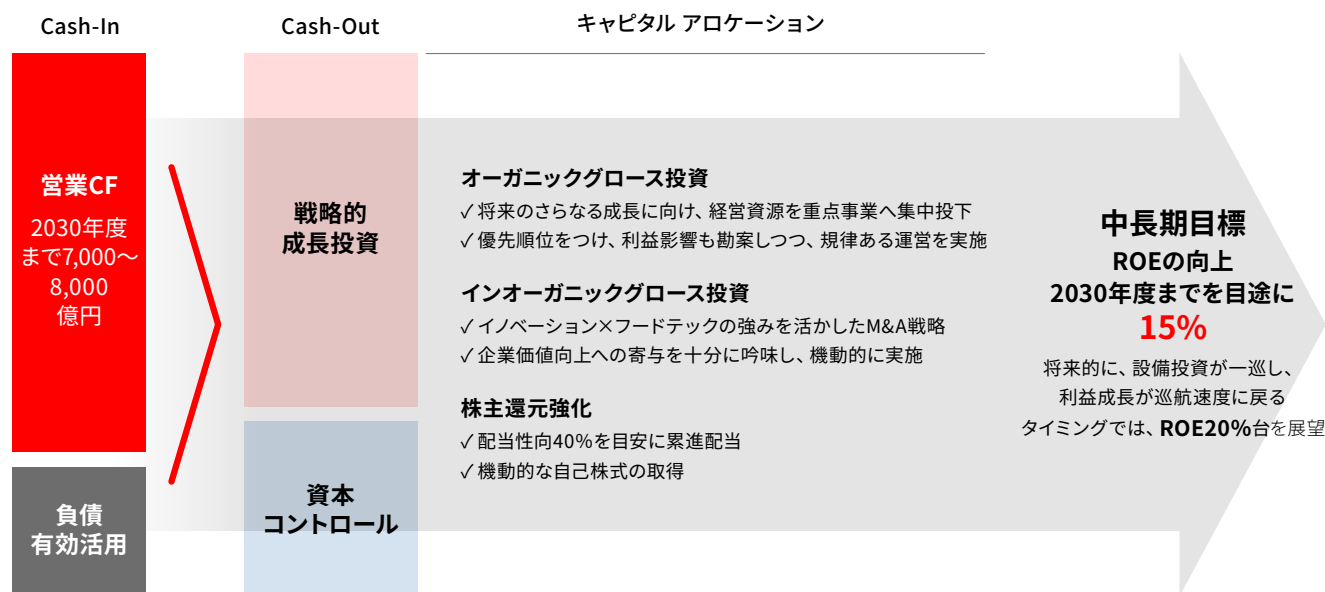 Cash-In
Cash-Out
キャピタル アロケーション
営業CF
2030年度
まで7,000〜
8,000
億円
負債
有効活用
戦略的
成長投資
資本
コントロール
オーガニックグロース投資
✓将来のさらなる成長に向け、経営資源を重点事業へ集中投下
✓優先順位をつけ、利益影響も勘案しつつ、規律ある運営を実施
インオーガニックグロース投資
✓イノベーション×フードテックの強みを活かしたM&A戦略
✓企業価値向上への寄与を十分に吟味し、機動的に実施
株主還元強化
✓配当性向40%を目安に累進配当
✓機動的な自己株式の取得
中長期目標
ROEの向上
2030年度までを目途に
15%
将来的に、設備投資が一巡し、
利益成長が巡航速度に戻る
タイミングでは、ROE20%台を展望